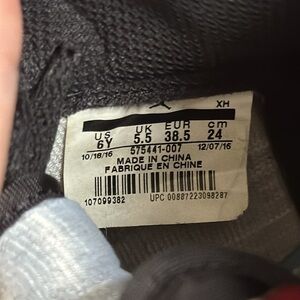 XH
US UK EUR cm
6Y 5.5 38.5 24
10/18/16 575441-007 12/07/16
MADE IN CHINA
FABRIQUE EN CHINE
107099382 UPC 00887223098287